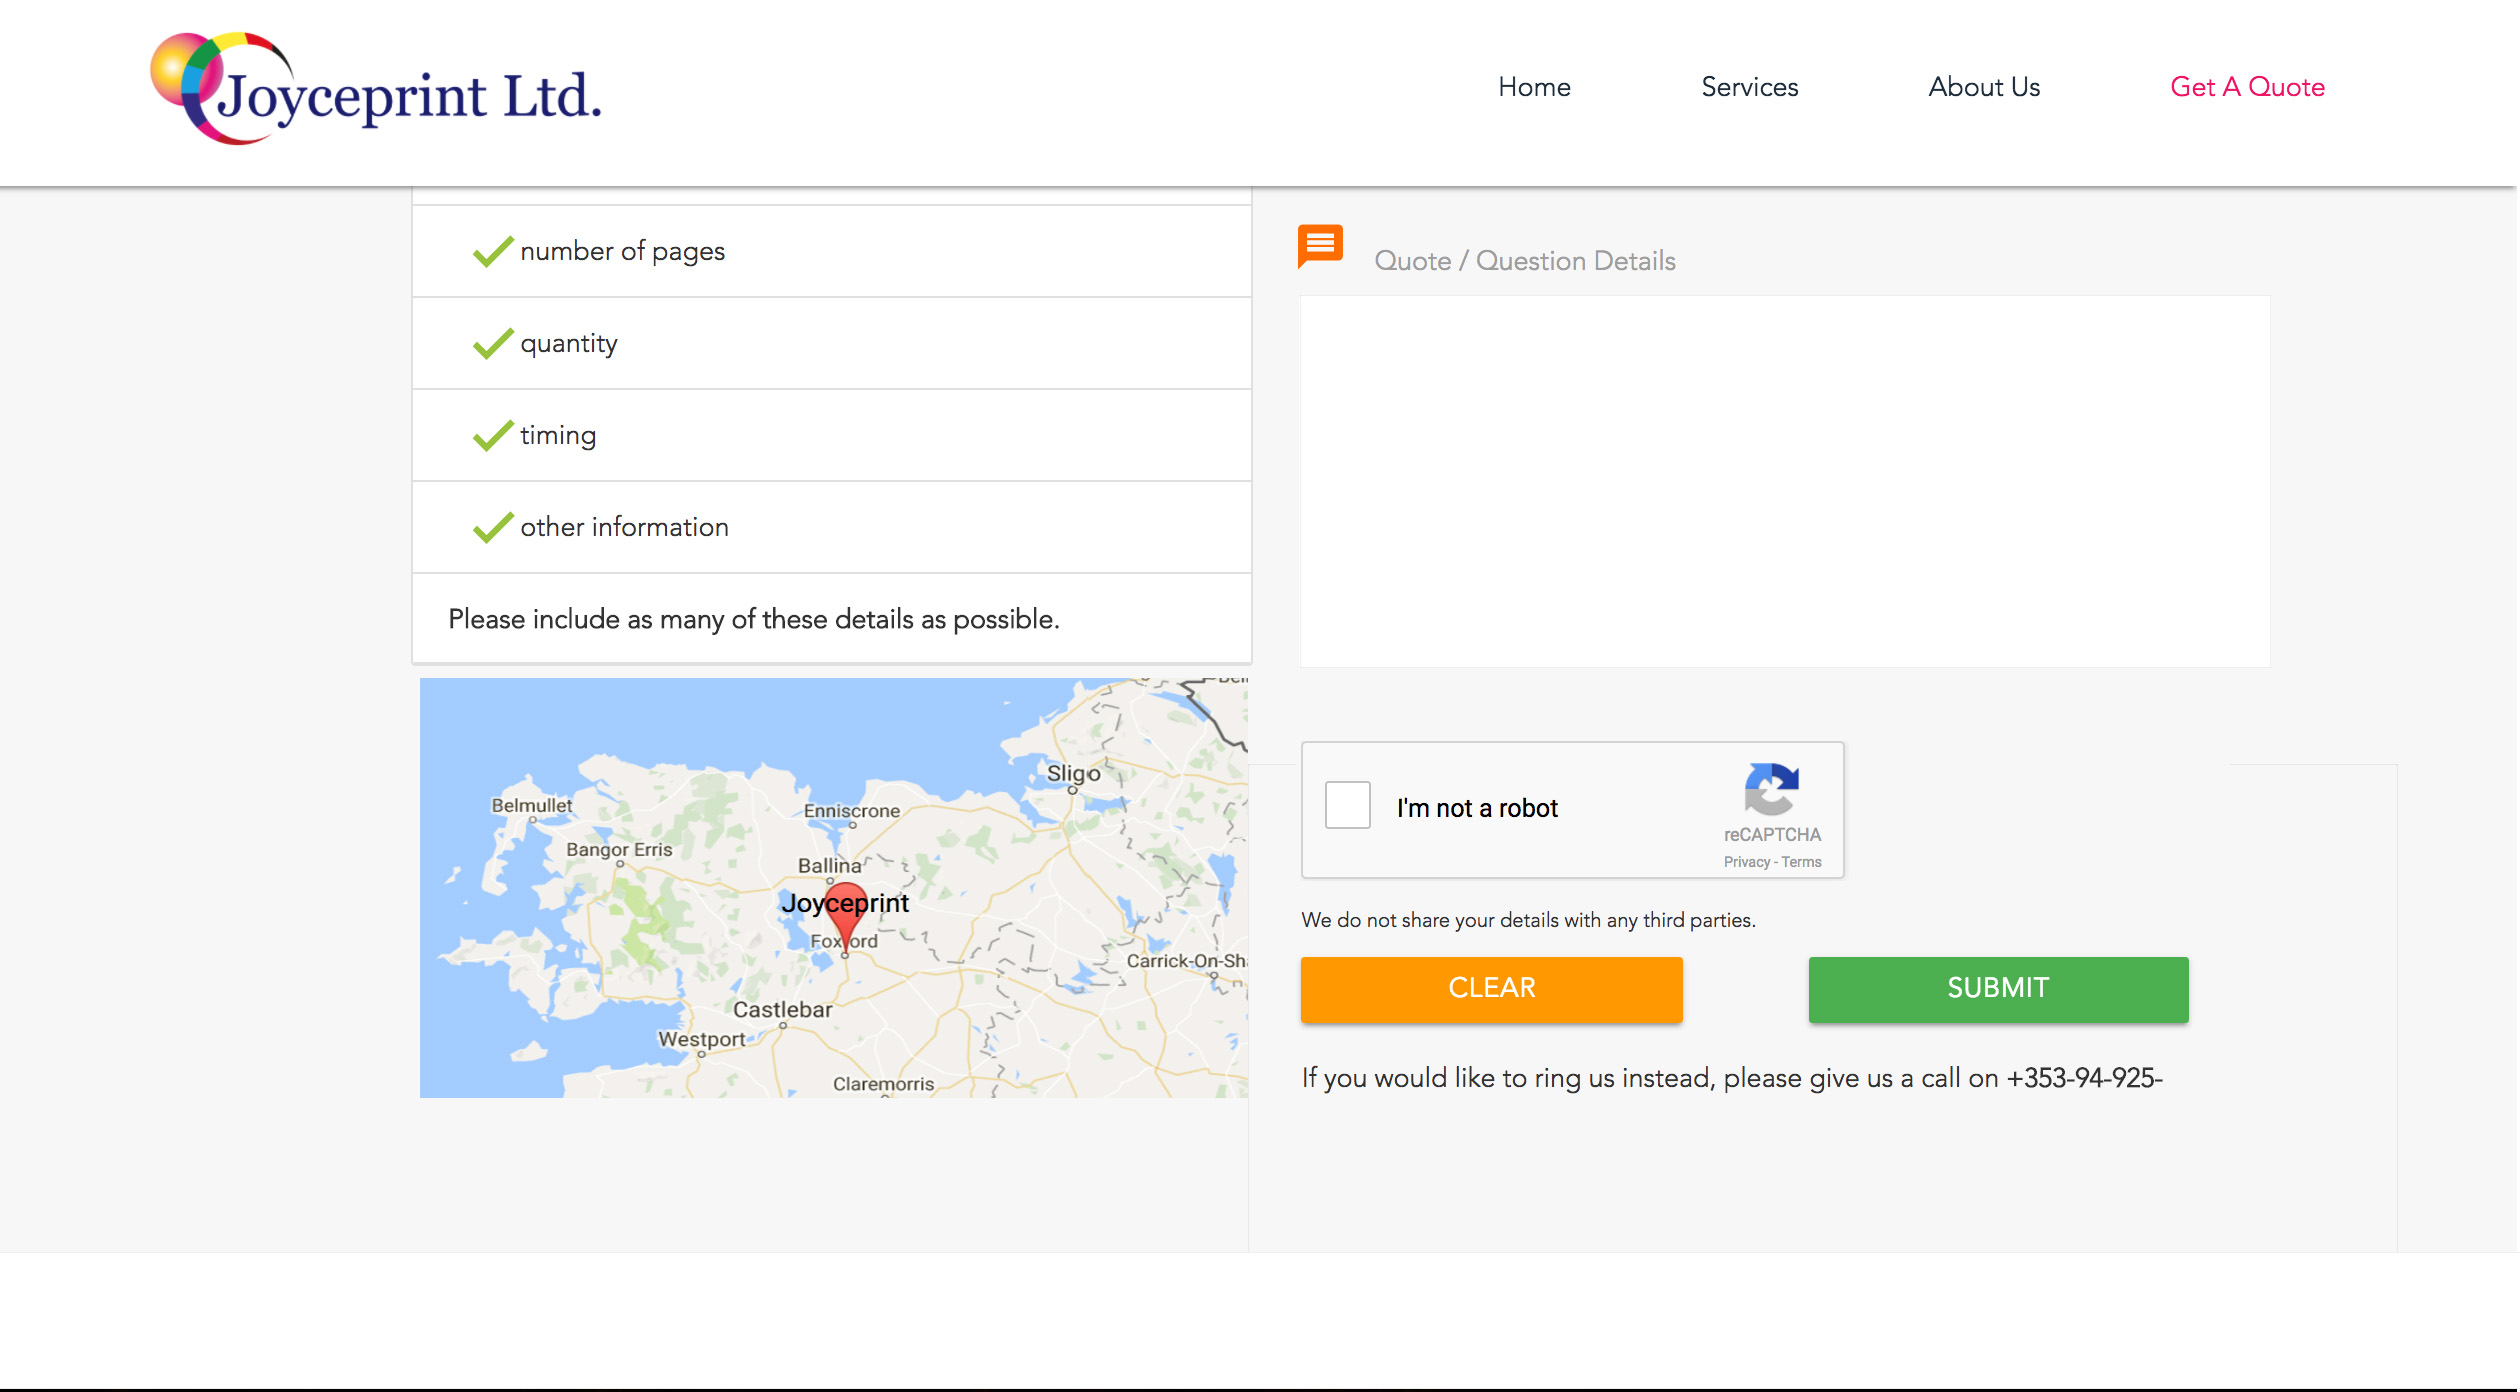 Joyceprint Ltd.
Home Services About Us Get A Quote
number of pages
quantity
timing
other information
Please include as many of these details as possible.
Sligo
Belmullet
Enniscrone
Bangor Erris
Ballina
Joyceprint
Foxford
Carrick-On-Sh
Castlebar
Westport
Claremorris
Quote / Question Details
I'm not a robot
reCAPTCHA
Privacy - Terms
We do not share your details with any third parties.
CLEAR SUBMIT
If you would like to ring us instead, please give us a call on +353-94-925-